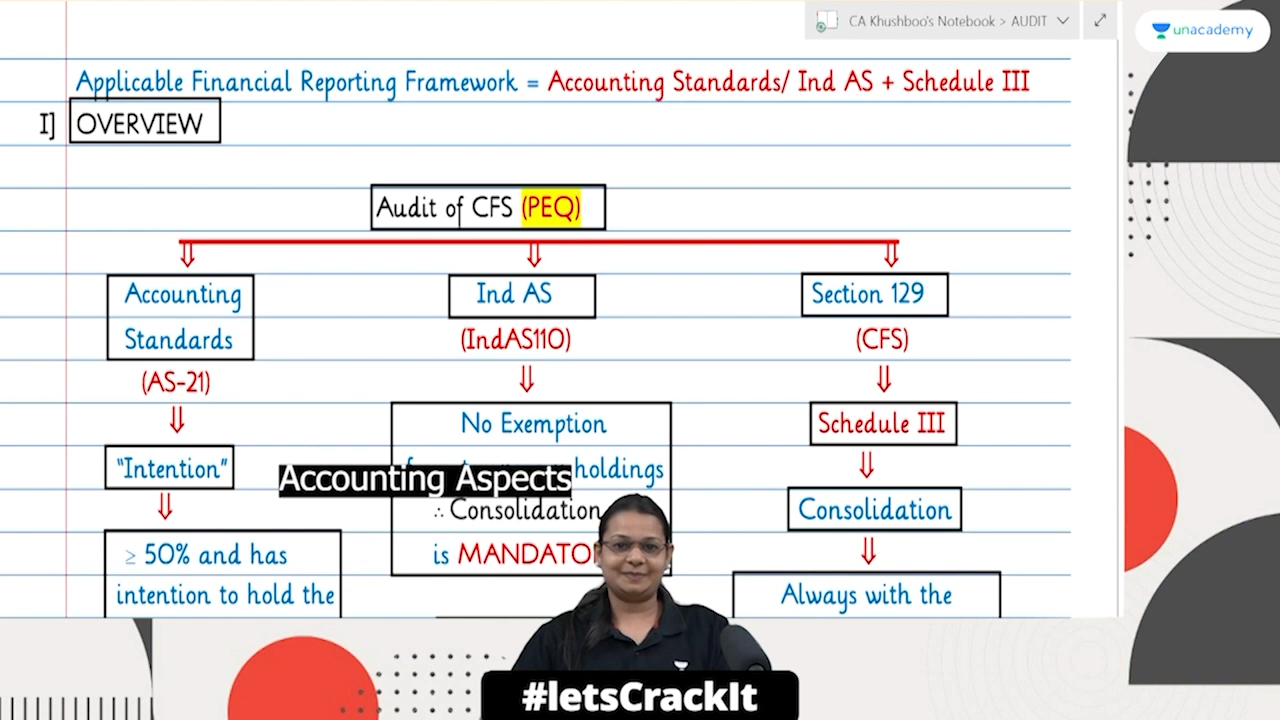 CA Khushboo's Notebook > AUDIT
unacademy
Applicable Financial Reporting Framework = Accounting Standards/ Ind AS + Schedule III
I] OVERVIEW
Audit of CFS (PEQ)
Accounting
Standards
(AS-21)
"Intention"
≥ 50% and has
intention to hold the
Ind AS
(IndAS110)
No Exemption
holdings
Accounting Aspects
∴ Consolidation
is
Section 129
(CFS)
Schedule III
Consolidation
Always with the
#letsCrackIt